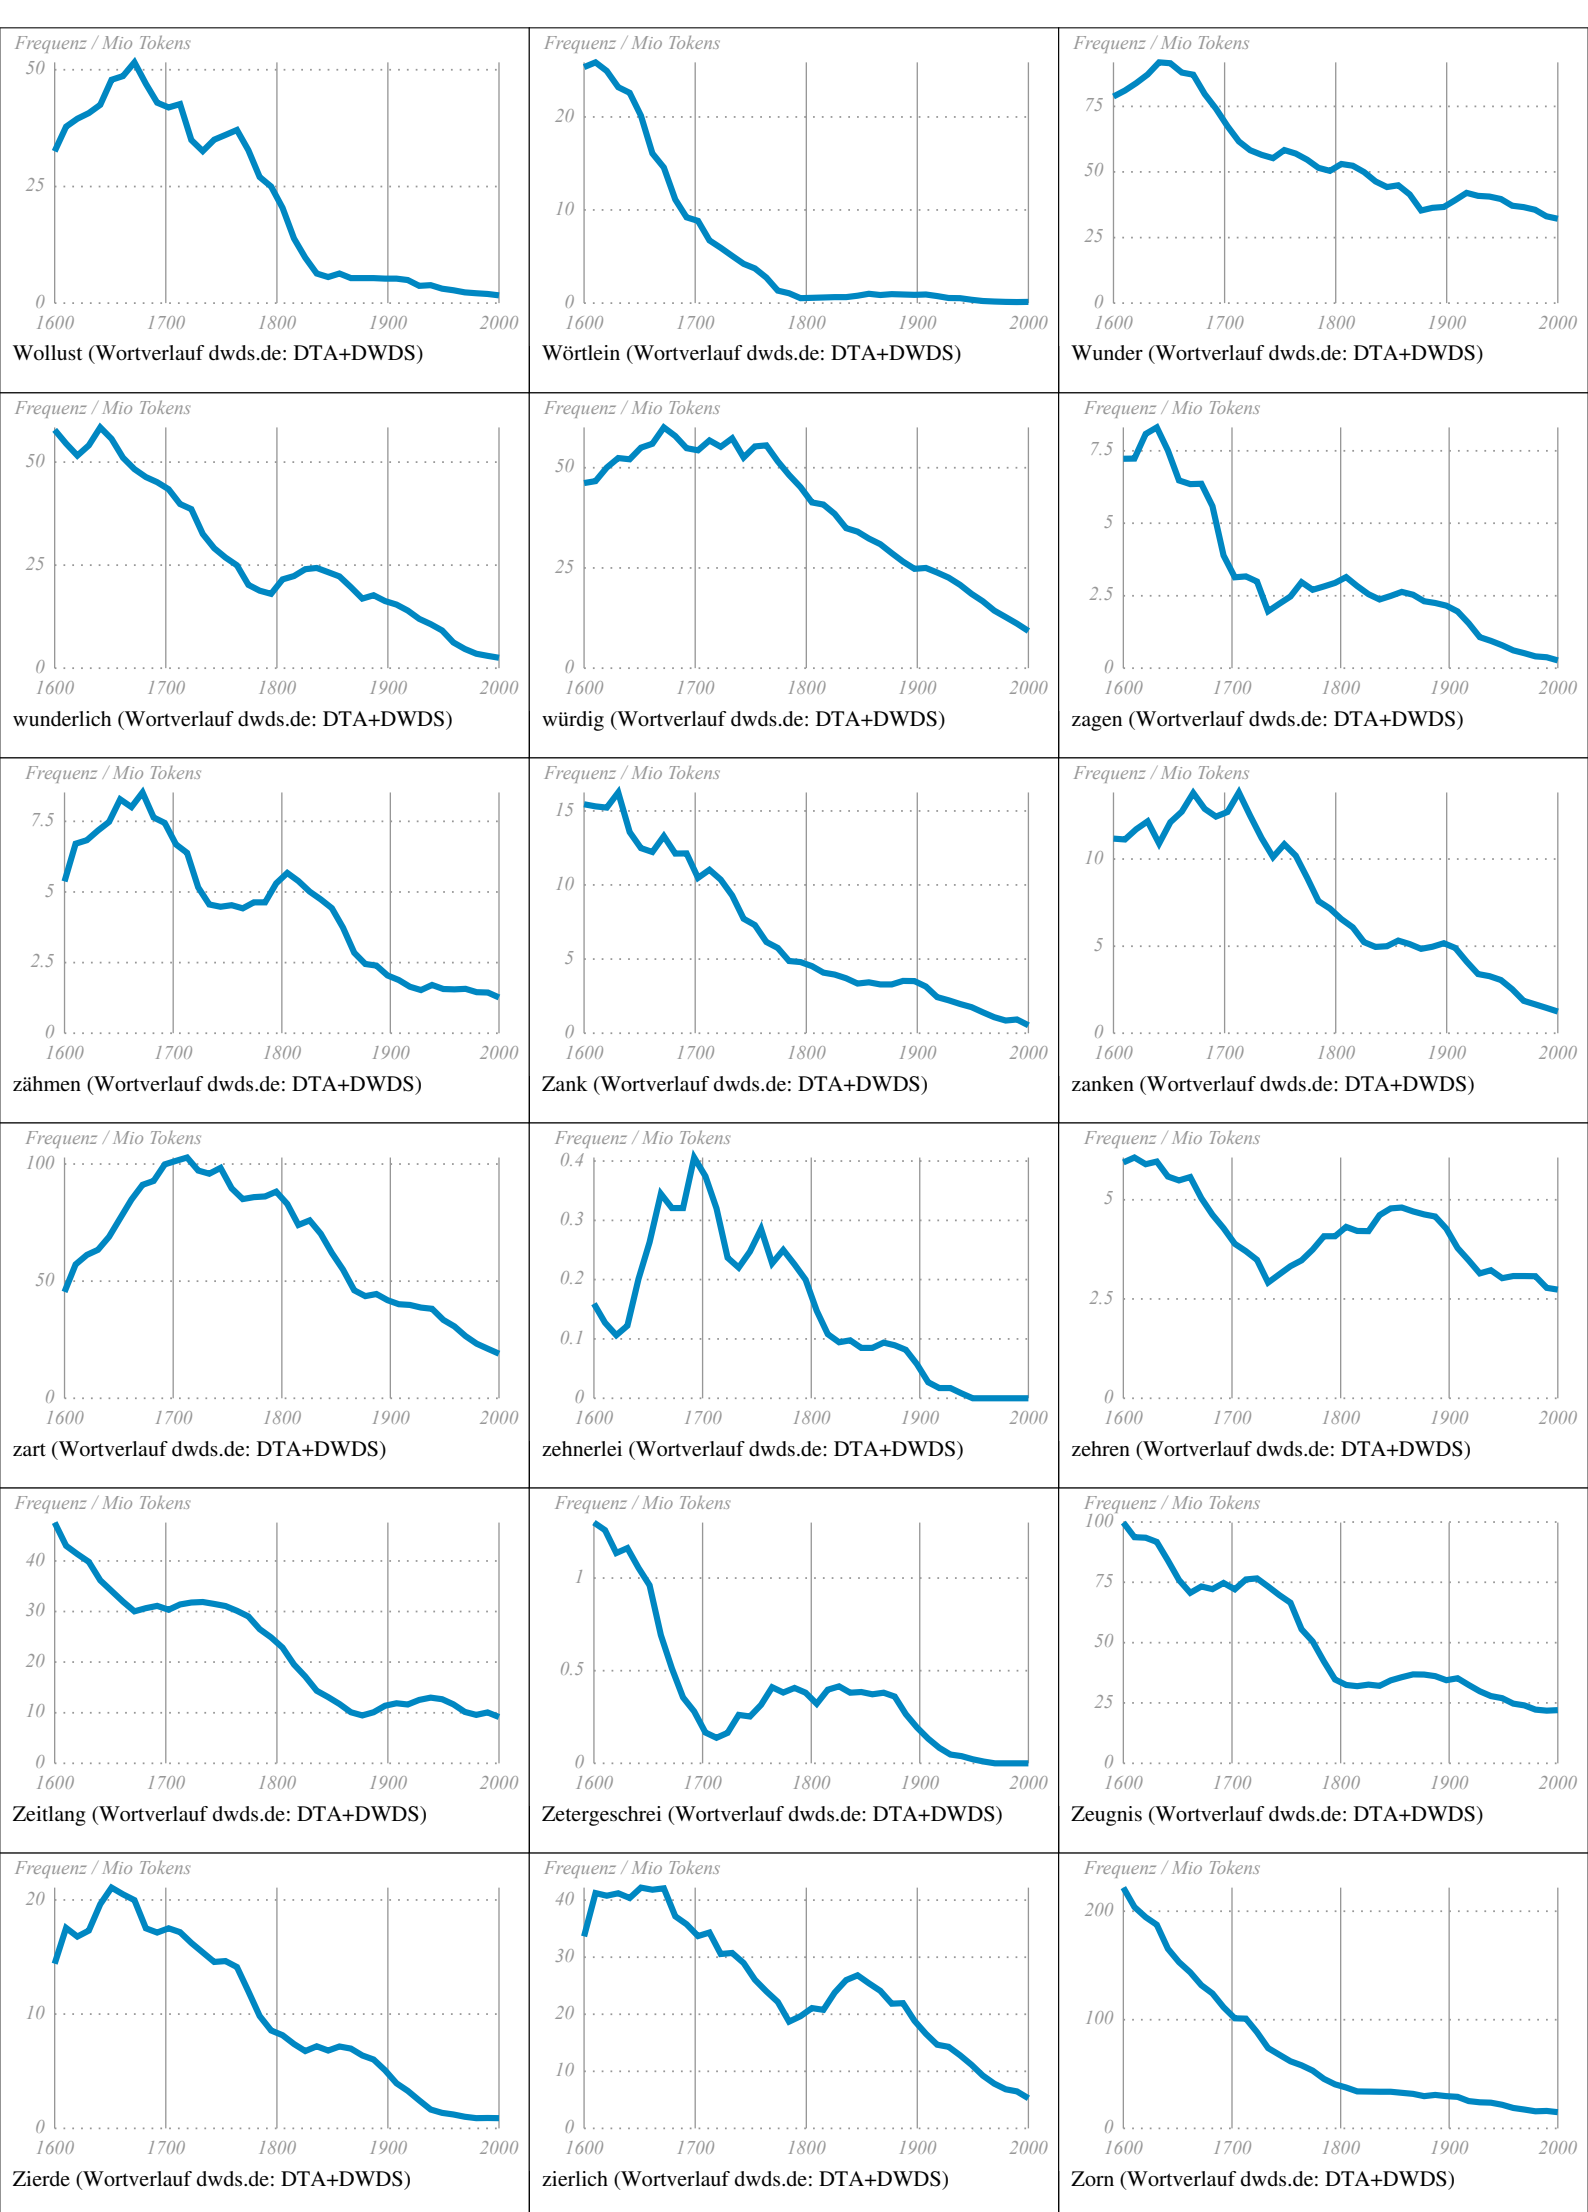 Frequenz / Mio Tokens
50
25
0
1600 1700 1800 1900 2000
Wollust (Wortverlauf dwds.de: DTA+DWDS)
Frequenz / Mio Tokens
20
10
0
1600 1700 1800 1900 2000
Wörtlein (Wortverlauf dwds.de: DTA+DWDS)
Frequenz / Mio Tokens
75
50
25
0
1600 1700 1800 1900 2000
Wunder (Wortverlauf dwds.de: DTA+DWDS)
Frequenz / Mio Tokens
50
25
0
1600 1700 1800 1900 2000
wunderlich (Wortverlauf dwds.de: DTA+DWDS)
Frequenz / Mio Tokens
50
25
0
1600 1700 1800 1900 2000
würdig (Wortverlauf dwds.de: DTA+DWDS)
Frequenz / Mio Tokens
7.5
5
2.5
0
1600 1700 1800 1900 2000
zagen (Wortverlauf dwds.de: DTA+DWDS)
Frequenz / Mio Tokens
7.5
5
2.5
0
1600 1700 1800 1900 2000
zähmen (Wortverlauf dwds.de: DTA+DWDS)
Frequenz / Mio Tokens
15
10
5
0
1600 1700 1800 1900 2000
Zank (Wortverlauf dwds.de: DTA+DWDS)
Frequenz / Mio Tokens
10
5
0
1600 1700 1800 1900 2000
zanken (Wortverlauf dwds.de: DTA+DWDS)
Frequenz / Mio Tokens
100
50
0
1600 1700 1800 1900 2000
zart (Wortverlauf dwds.de: DTA+DWDS)
Frequenz / Mio Tokens
0.4
0.3
0.2
0.1
0
1600 1700 1800 1900 2000
zehnerlei (Wortverlauf dwds.de: DTA+DWDS)
Frequenz / Mio Tokens
5
2.5
0
1600 1700 1800 1900 2000
zehren (Wortverlauf dwds.de: DTA+DWDS)
Frequenz / Mio Tokens
40
30
20
10
0
1600 1700 1800 1900 2000
Zeitlang (Wortverlauf dwds.de: DTA+DWDS)
Frequenz / Mio Tokens
1
0.5
0
1600 1700 1800 1900 2000
Zetergeschrei (Wortverlauf dwds.de: DTA+DWDS)
Frequenz / Mio Tokens
100
75
50
25
0
1600 1700 1800 1900 2000
Zeugnis (Wortverlauf dwds.de: DTA+DWDS)
Frequenz / Mio Tokens
20
10
0
1600 1700 1800 1900 2000
Zierde (Wortverlauf dwds.de: DTA+DWDS)
Frequenz / Mio Tokens
40
30
20
10
0
1600 1700 1800 1900 2000
zierlich (Wortverlauf dwds.de: DTA+DWDS)
Frequenz / Mio Tokens
200
100
0
1600 1700 1800 1900 2000
Zorn (Wortverlauf dwds.de: DTA+DWDS)